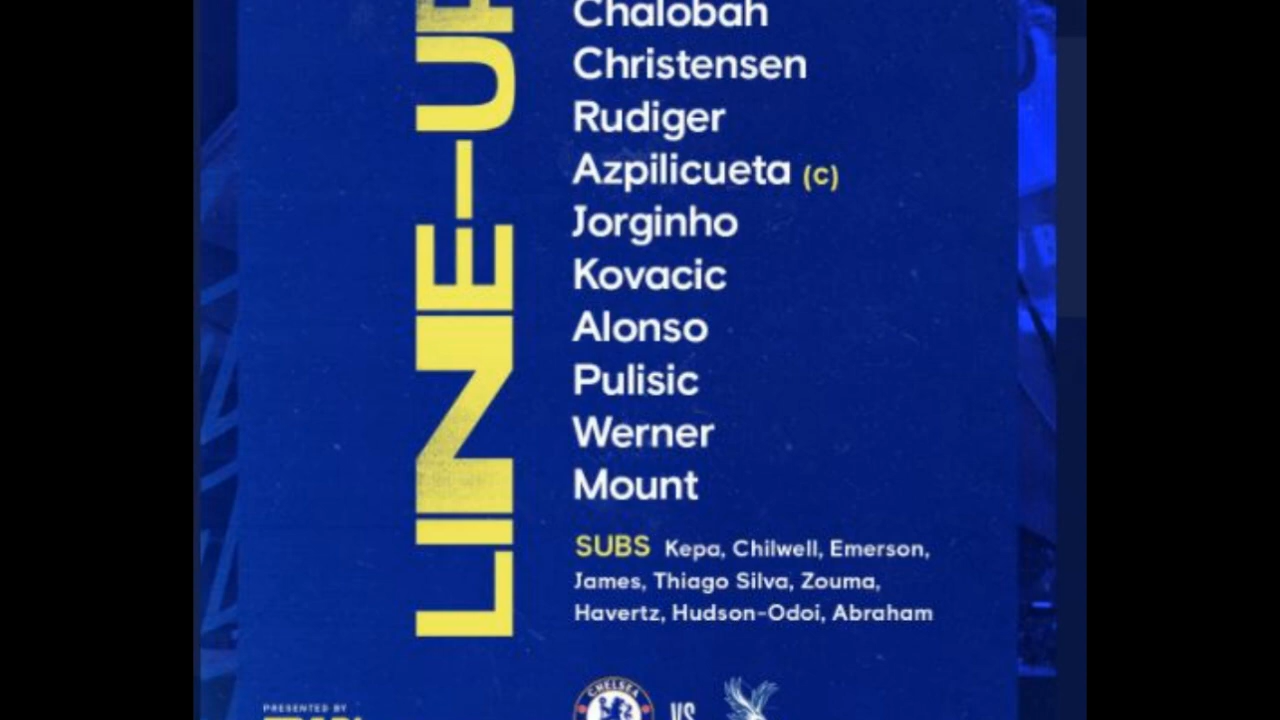 LINE-UP
Chalobah
Christensen
Rudiger
Azpilicueta (C)
Jorginho
Kovacic
Alonso
Pulisic
Werner
Mount
SUBS Kepa, Chilwell, Emerson,
James, Thiago Silva, Zouma,
Havertz, Hudson-Odoi, Abraham
PRESENTED BY
CHELSEA
VS